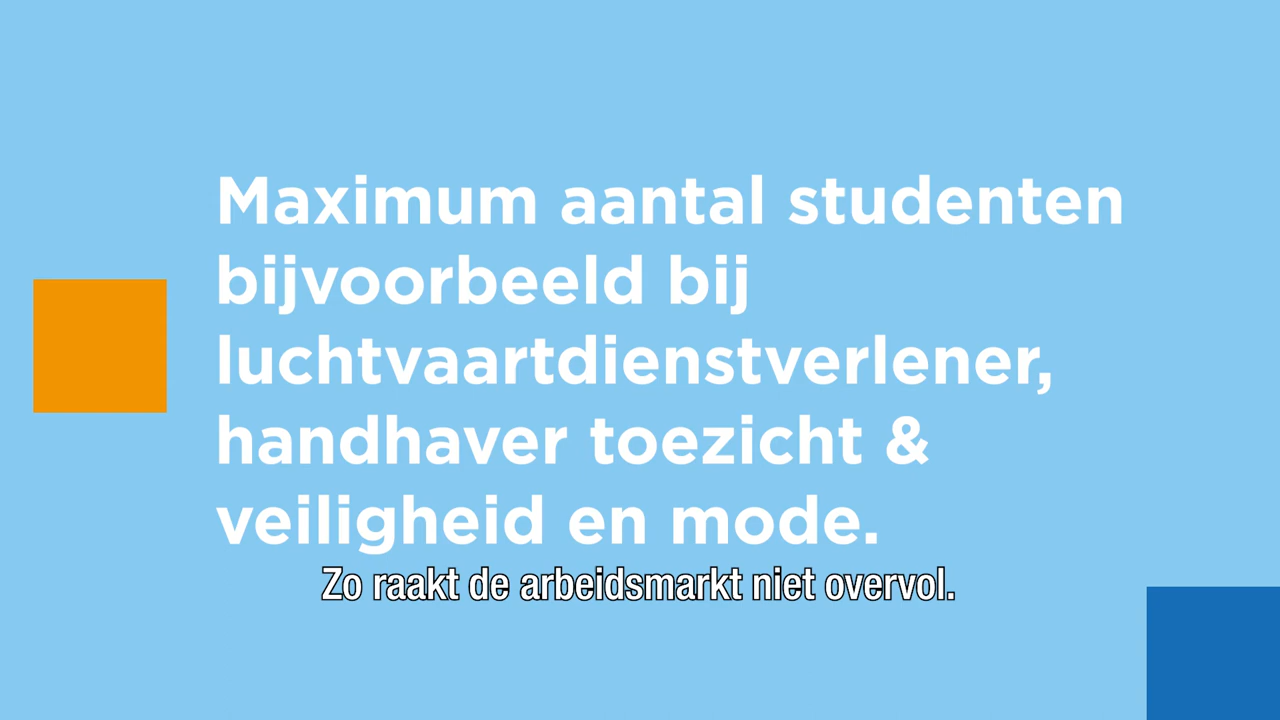 Maximum aantal studenten
bijvoorbeeld bij
luchtvaartdienstverlener,
handhaver toezicht &
veiligheid en mode.
Zo raakt de arbeidsmarkt niet overvol.